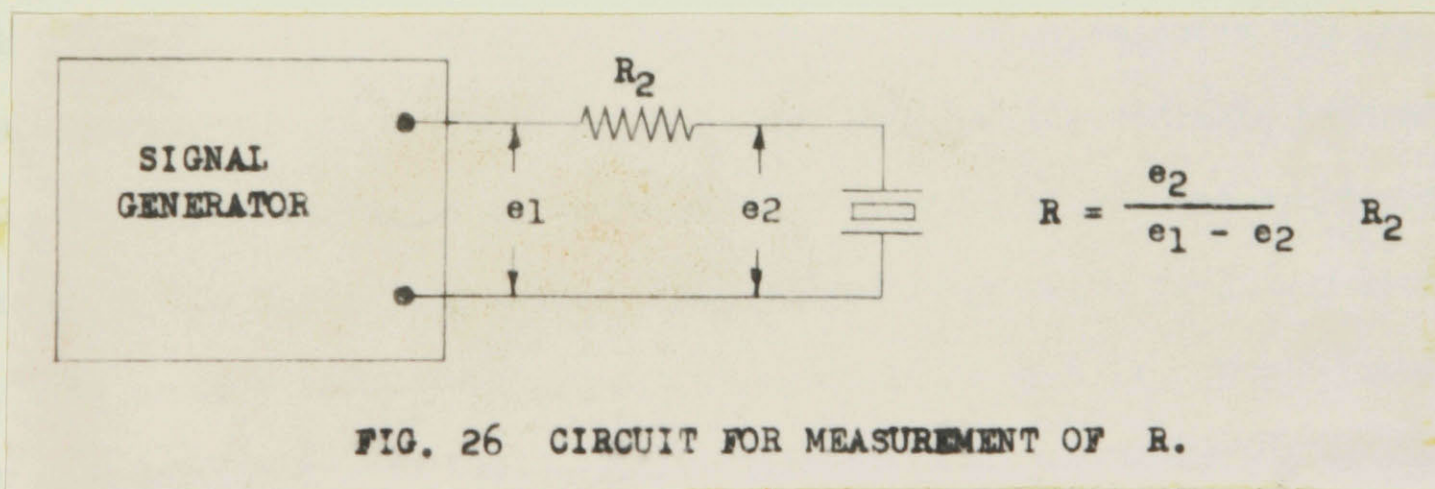 R2
SIGNAL
GENERATOR
e1
e2
R = e2 / e1 - e2 R2
FIG. 26 CIRCUIT FOR MEASUREMENT OF R.